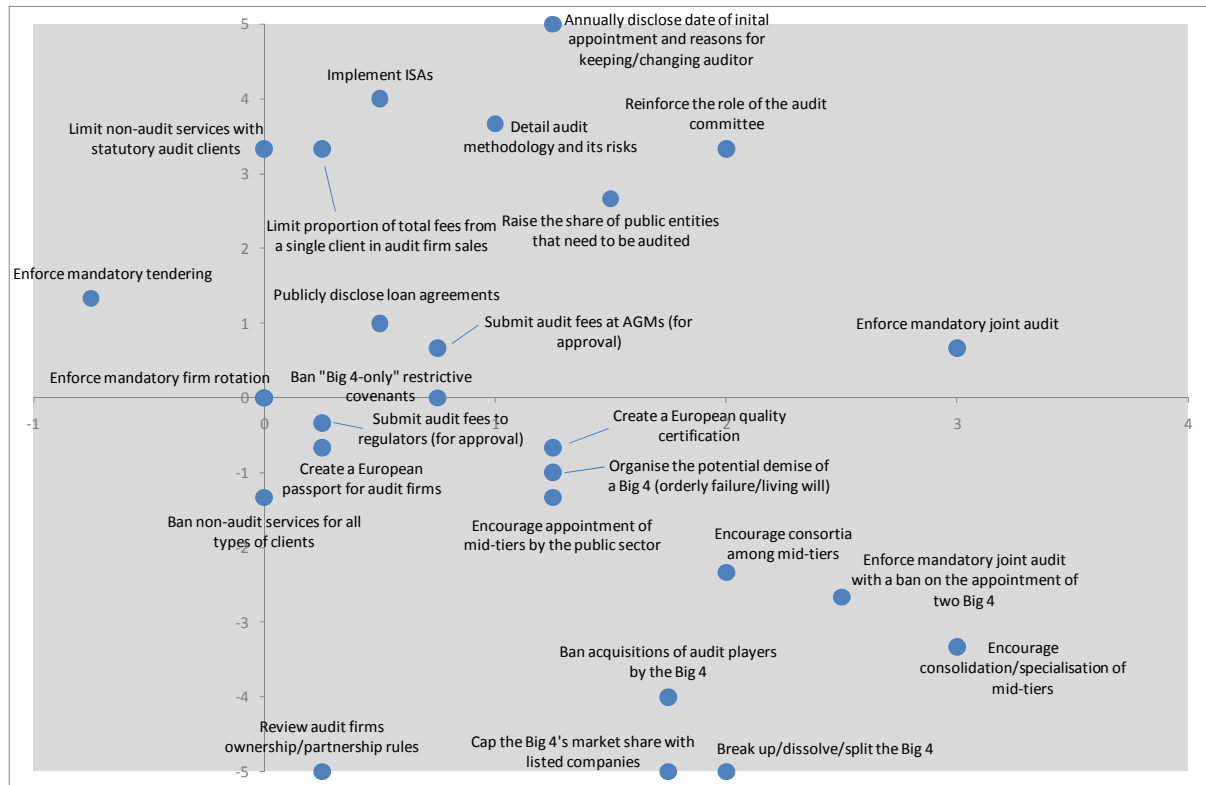 5
Annually disclose date of inital
appointment and reasons for
keeping/changing auditor
Implement ISAs
4
Reinforce the role of the audit
committee
Limit non-audit services with
statutory audit clients
Detail audit
methodology and its risks
3
Limit proportion of total fees from
a single client in audit firm sales
Raise the share of public entities
that need to be audited
2
Enforce mandatory tendering
Publicly disclose loan agreements
1
Submit audit fees at AGMs (for
approval)
Enforce mandatory joint audit
Enforce mandatory firm rotation
Ban "Big 4-only" restrictive
covenants
0
-1
0
1
2
3
4
Submit audit fees to
regulators (for approval)
Create a European quality
certification
Create a European
passport for audit firms
-1
Organise the potential demise of
a Big 4 (orderly failure/living will)
Ban non-audit services for all
types of clients
Encourage appointment of
mid-tiers by the public sector
-2
Encourage consortia
among mid-tiers
Enforce mandatory joint audit
with a ban on the appointment of
two Big 4
-3
Encourage
consolidation/specialisation of
mid-tiers
Ban acquisitions of audit players
by the Big 4
-4
Review audit firms
ownership/partnership rules
Cap the Big 4's market share with
listed companies
Break up/dissolve/split the Big 4
-5